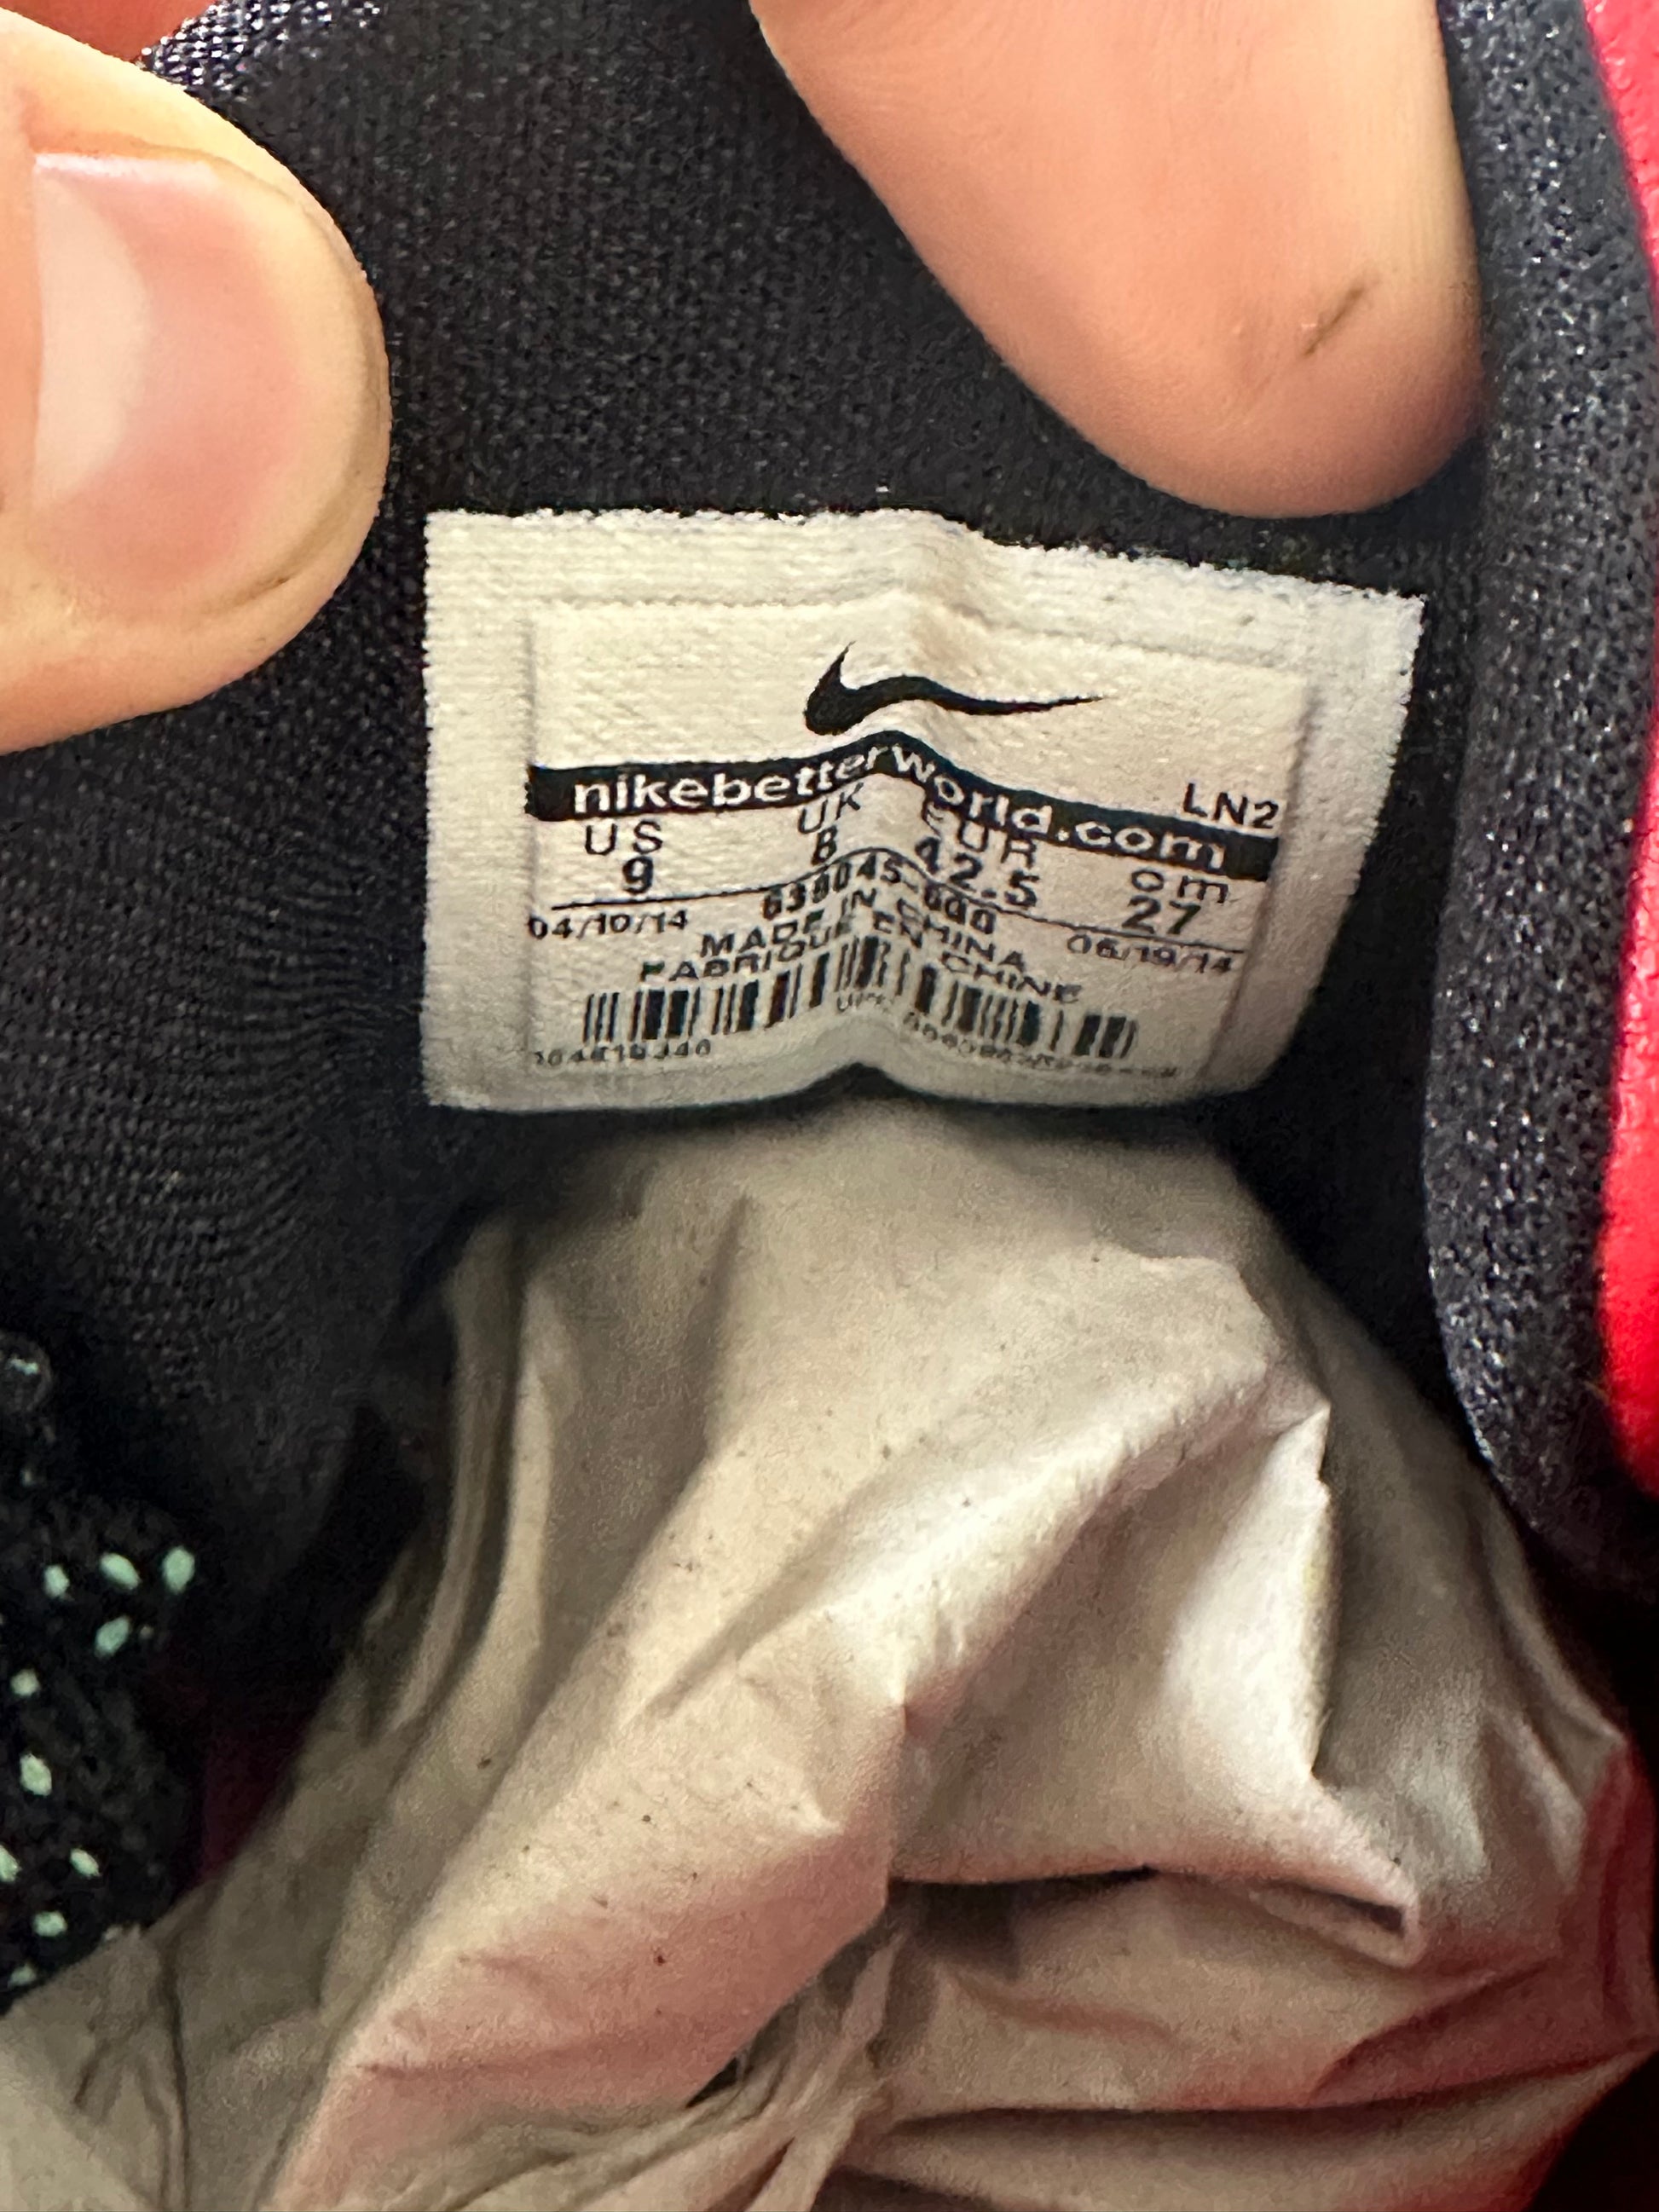 LN2
nikebetterworld.com
US UK EUR cm
9 8 42.5 27
04/10/14 06/19/14
MADE IN CHINA
FABRIQUE EN CHINE